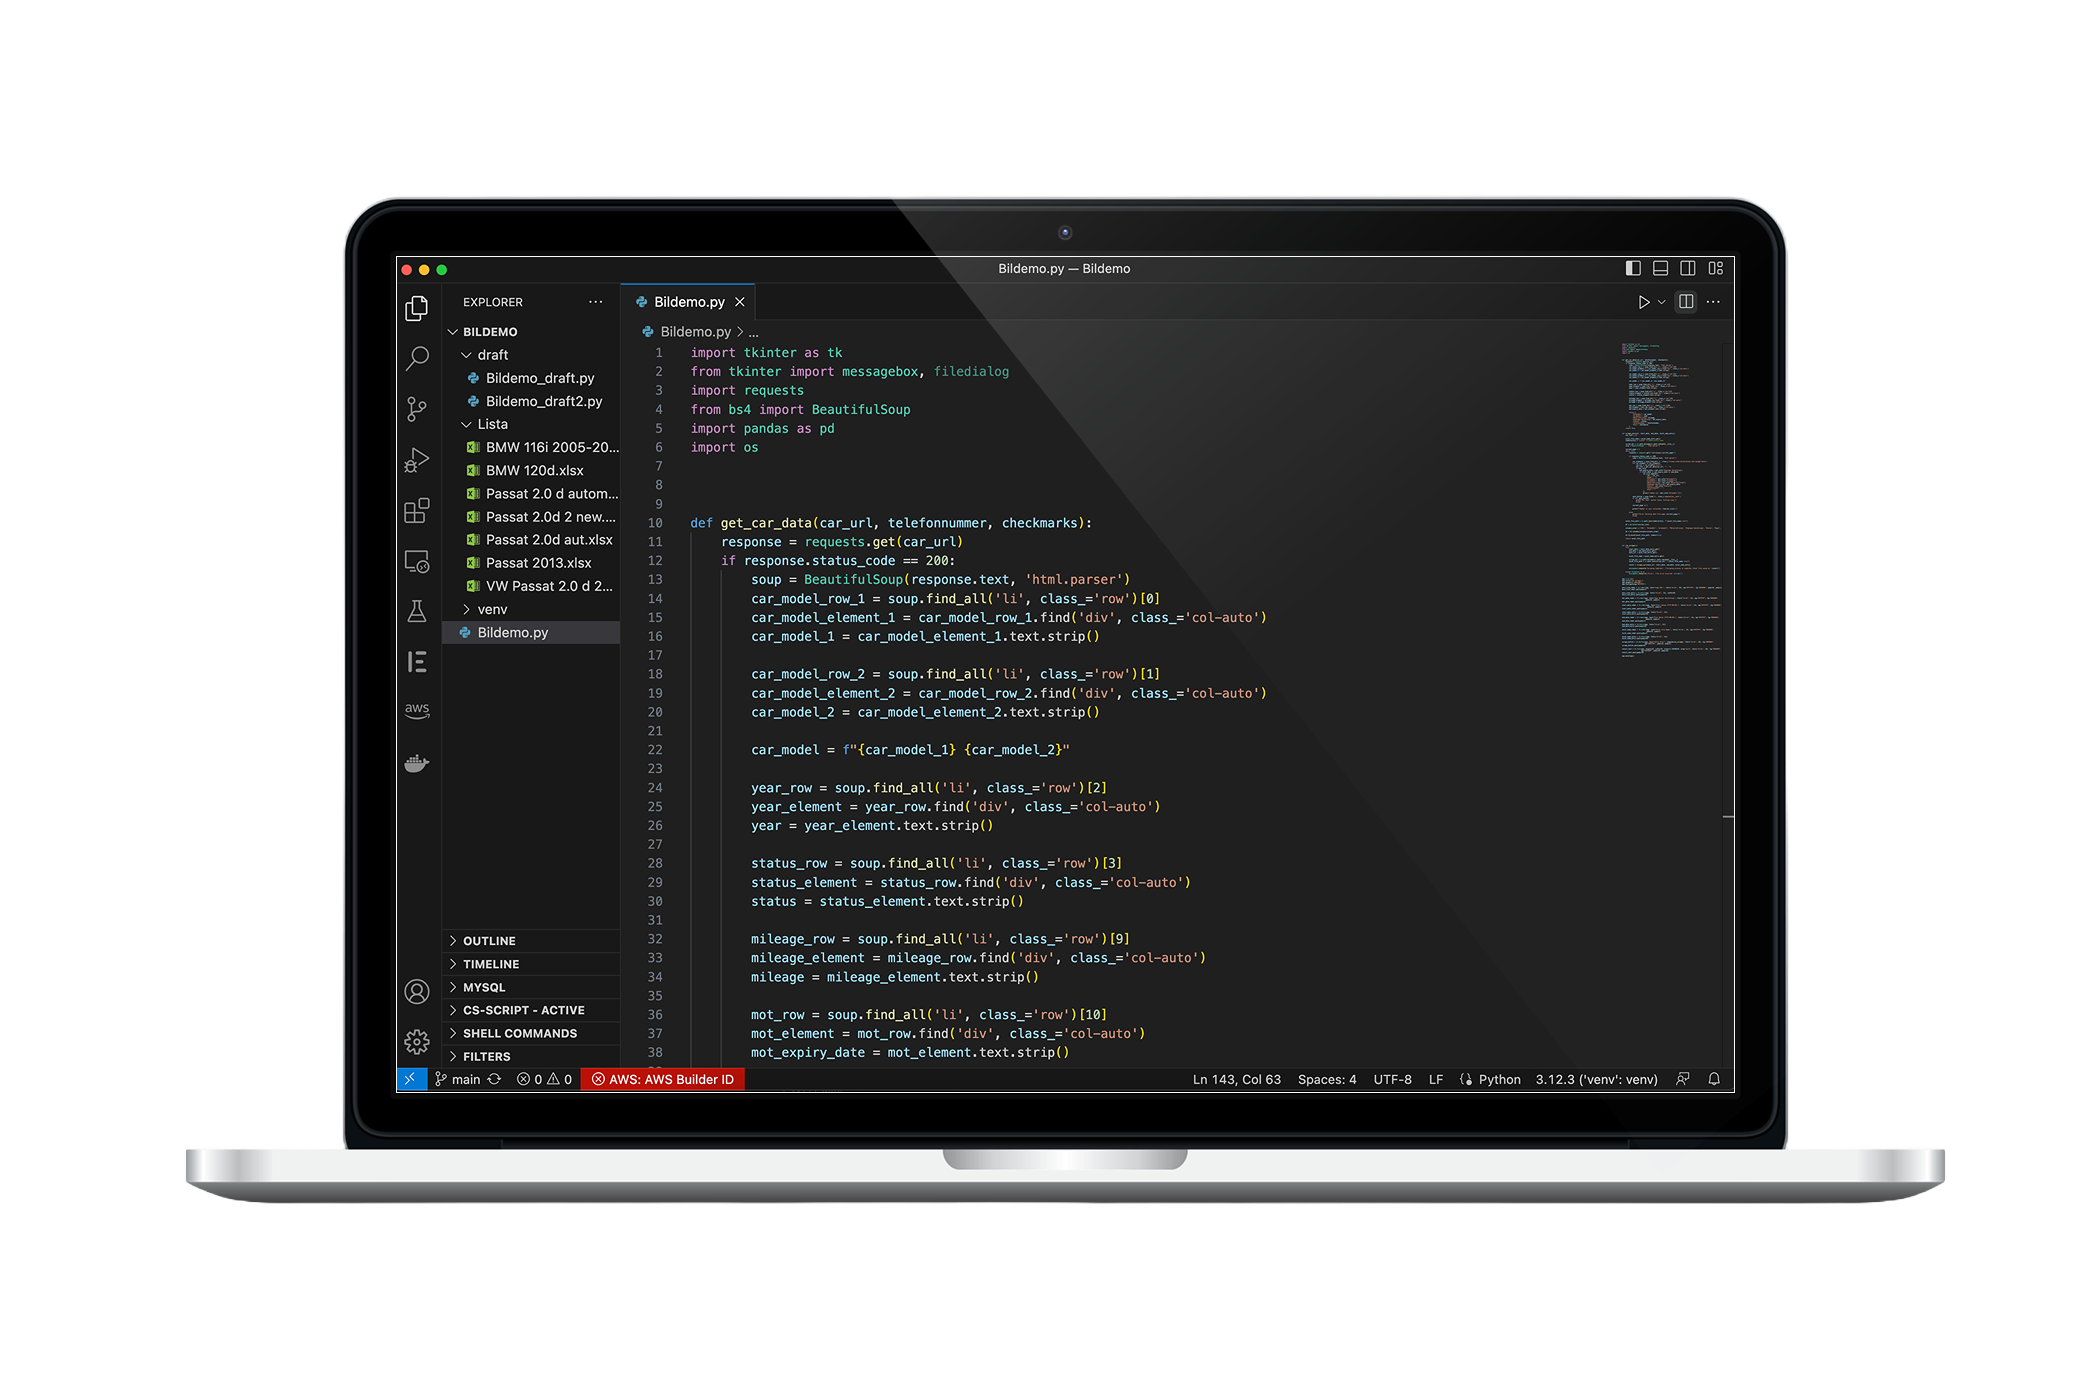 Bildemo.py — Bildemo
EXPLORER
BILDEMO
draft
Bildemo_draft.py
Bildemo_draft2.py
Lista
BMW 116i 2005-20...
BMW 120d.xlsx
Passat 2.0 d autom...
Passat 2.0d 2 new....
Passat 2.0d aut.xlsx
Passat 2013.xlsx
VW Passat 2.0 d 2...
venv
Bildemo.py
aws
OUTLINE
TIMELINE
MYSQL
CS-SCRIPT - ACTIVE
SHELL COMMANDS
FILTERS
Bildemo.py
Bildemo.py > ...
1 import tkinter as tk
2 from tkinter import messagebox, filedialog
3 import requests
4 from bs4 import BeautifulSoup
5 import pandas as pd
6 import os
7
8
9
10 def get_car_data(car_url, telefonnummer, checkmarks):
11 response = requests.get(car_url)
12 if response.status_code == 200:
13 soup = BeautifulSoup(response.text, 'html.parser')
14 car_model_row_1 = soup.find_all('li', class_='row')[0]
15 car_model_element_1 = car_model_row_1.find('div', class_='col-auto')
16 car_model_1 = car_model_element_1.text.strip()
17
18 car_model_row_2 = soup.find_all('li', class_='row')[1]
19 car_model_element_2 = car_model_row_2.find('div', class_='col-auto')
20 car_model_2 = car_model_element_2.text.strip()
21
22 car_model = f"{car_model_1} {car_model_2}"
23
24 year_row = soup.find_all('li', class_='row')[2]
25 year_element = year_row.find('div', class_='col-auto')
26 year = year_element.text.strip()
27
28 status_row = soup.find_all('li', class_='row')[3]
29 status_element = status_row.find('div', class_='col-auto')
30 status = status_element.text.strip()
31
32 mileage_row = soup.find_all('li', class_='row')[9]
33 mileage_element = mileage_row.find('div', class_='col-auto')
34 mileage = mileage_element.text.strip()
35
36 mot_row = soup.find_all('li', class_='row')[10]
37 mot_element = mot_row.find('div', class_='col-auto')
38 mot_expiry_date = mot_element.text.strip()
main 0 0 AWS: AWS Builder ID Ln 143, Col 63 Spaces: 4 UTF-8 LF Python 3.12.3 ('venv': venv)